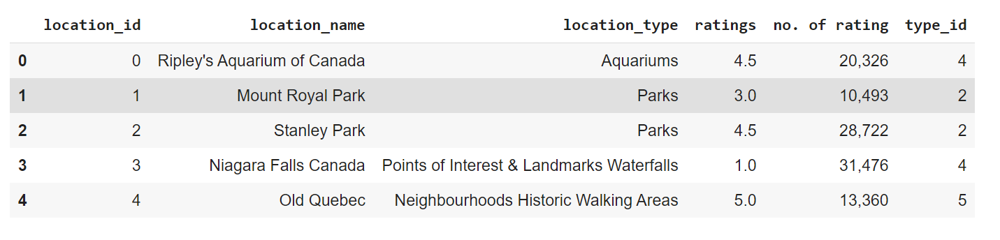 location_id location_name location_type ratings no. of rating type_id
0 0 Ripley's Aquarium of Canada Aquariums 4.5 20,326 4
1 1 Mount Royal Park Parks 3.0 10,493 2
2 2 Stanley Park Parks 4.5 28,722 2
3 3 Niagara Falls Canada Points of Interest & Landmarks Waterfalls 1.0 31,476 4
4 4 Old Quebec Neighbourhoods Historic Walking Areas 5.0 13,360 5